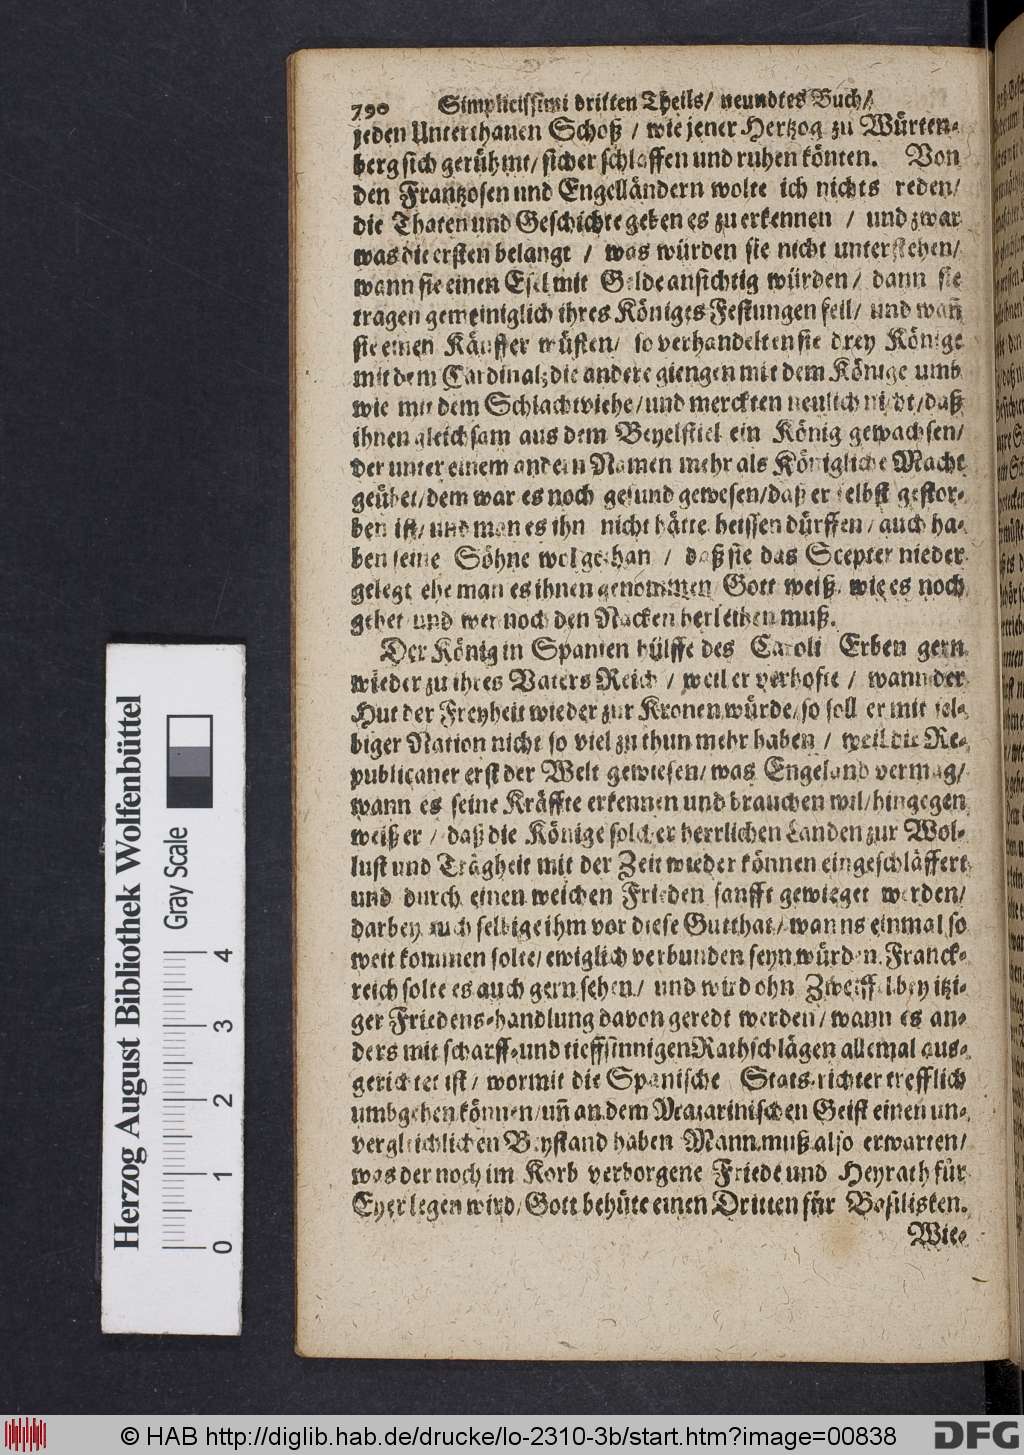 790 Simplicissimi dritten Theils/ neundtes Buch/
jeden Unterthanen Schoß / wie jener Hertzog zu Würten-
berg sich gerühmt/ sicher schlaffen und ruhen könten. Von
den Frantzosen und Engelländern wolte ich nichts reden/
die Thaten und Geschichte geben es zu erkennen / und zwar
was die ersten belangt / was würden sie nicht unterstehen/
wann sie einen Esel mit Gelde ansichtig würden/ dann sie
tragen gemeiniglich ihres Königes Festungen feil/ und wañ
sie einen Käuffer wüsten/ so verhandelten sie drey Könige
mit dem Cardinal; die andere giengen mit dem Könige umb
wie mit dem Schlachtviehe/ und merckten neulich nicht/ daß
ihnen gleichsam aus dem Beyelstiel ein König gewachsen/
der unter einem andern Namen mehr als Königliche Macht
geübet/ dem war es noch gesund gewesen/ daß er selbst gestor-
ben ist/ und man es ihn nicht hätte heissen dürffen/ auch ha-
ben seine Söhne wol gethan / daß sie das Scepter nieder
gelegt ehe man es ihnen genommen/ Gott weiß wie es noch
gehet und wer noch den Nacken herleihen muß.
Der König in Spanien hülffe des Caroli Erben gern
wieder zu ihres Vaters Reich / weil er verhofte / wann der
Hut der Freyheit wieder zur Kronen würde/ so soll er mit sel-
biger Nation nicht so viel zu thun mehr haben / weil die Re-
publicaner erst der Welt gewiesen/ was Engeland vermag/
wann es seine Kräffte erkennen und brauchen wil/ hingegen
weiß er / daß die Könige solcher herrlichen Landen zur Wol-
lust und Trägheit mit der Zeit wieder können eingeschläffert
und durch einen weichen Frieden sanfft gewieget werden/
darbey auch selbige ihm vor diese Gutthat/ wanns einmal so
weit kommen solte/ ewiglich verbunden seyn würden. Franck-
reich solte es auch gern sehen/ und wird ohn Zweiffel bey itzi-
ger Friedens-handlung davon geredt werden/ wann es an-
ders mit scharff- und tieffsinnigen Rathschlägen allemal aus-
gerichtet ist/ wormit die Spanische Stats-richter trefflich
umbgehen können/ uñ an dem Mazarinischen Geist einen un-
vergleichlichen Beystand haben Mann muß also erwarten/
was der noch im Korb verborgene Friede und Heyrath für
Eyer legen wird/ Gott behüte einen Dritten für Basilisken.
Wie-
Herzog August Bibliothek Wolfenbüttel
Gray Scale
0 1 2 3 4
© HAB http://diglib.hab.de/drucke/lo-2310-3b/start.htm?image=00838
DFG